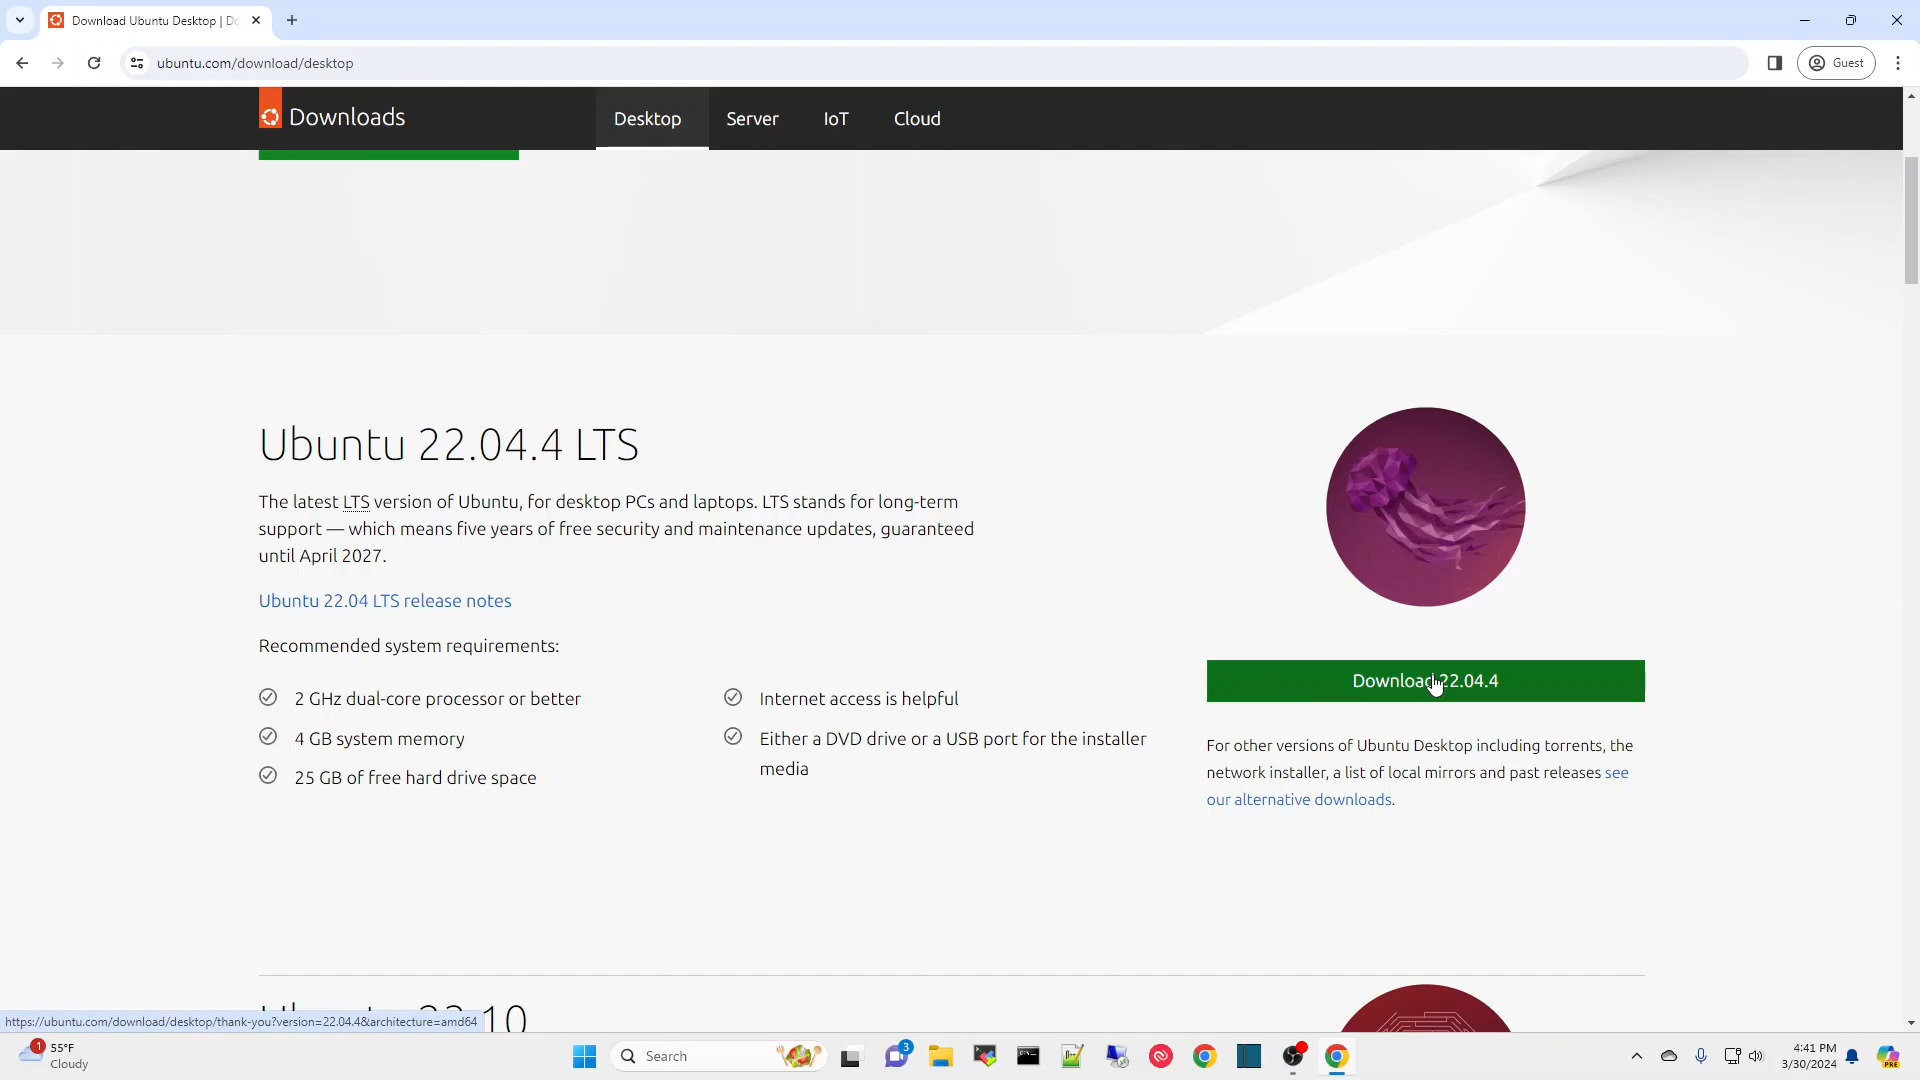 Download Ubuntu Desktop | Do
ubuntu.com/download/desktop
Guest
Downloads
Desktop
Server
IoT
Cloud
Ubuntu 22.04.4 LTS
The latest LTS version of Ubuntu, for desktop PCs and laptops. LTS stands for long-term
support — which means five years of free security and maintenance updates, guaranteed
until April 2027.
Ubuntu 22.04 LTS release notes
Recommended system requirements:
2 GHz dual-core processor or better
4 GB system memory
25 GB of free hard drive space
Internet access is helpful
Either a DVD drive or a USB port for the installer
media
Download 22.04.4
For other versions of Ubuntu Desktop including torrents, the
network installer, a list of local mirrors and past releases see
our alternative downloads.
Ubuntu 23.10
https://ubuntu.com/download/desktop/thank-you?version=22.04.4&architecture=amd64
1
55°F
Cloudy
Search
3
4:41 PM
3/30/2024
PRE